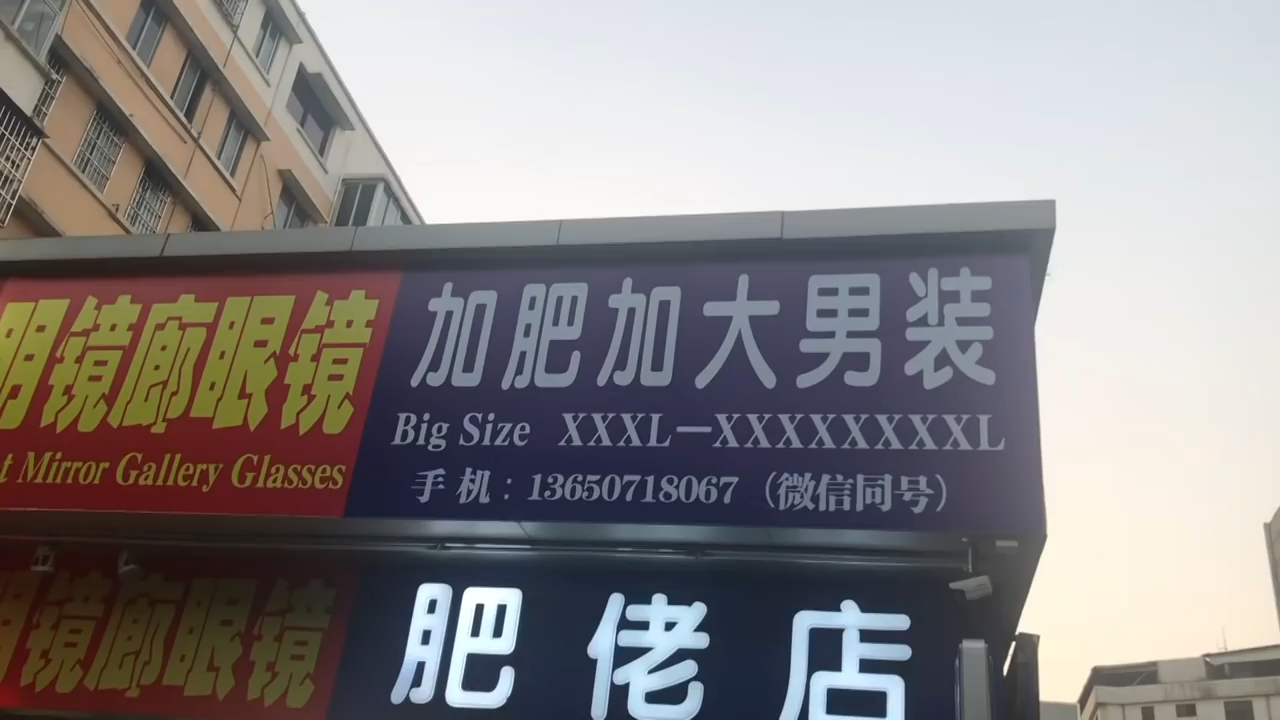 明镜廊眼镜
t Mirror Gallery Glasses
加肥加大男装
Big Size XXXL-XXXXXXXXL
手机：13650718067（微信同号）
明镜廊眼镜
肥佬店